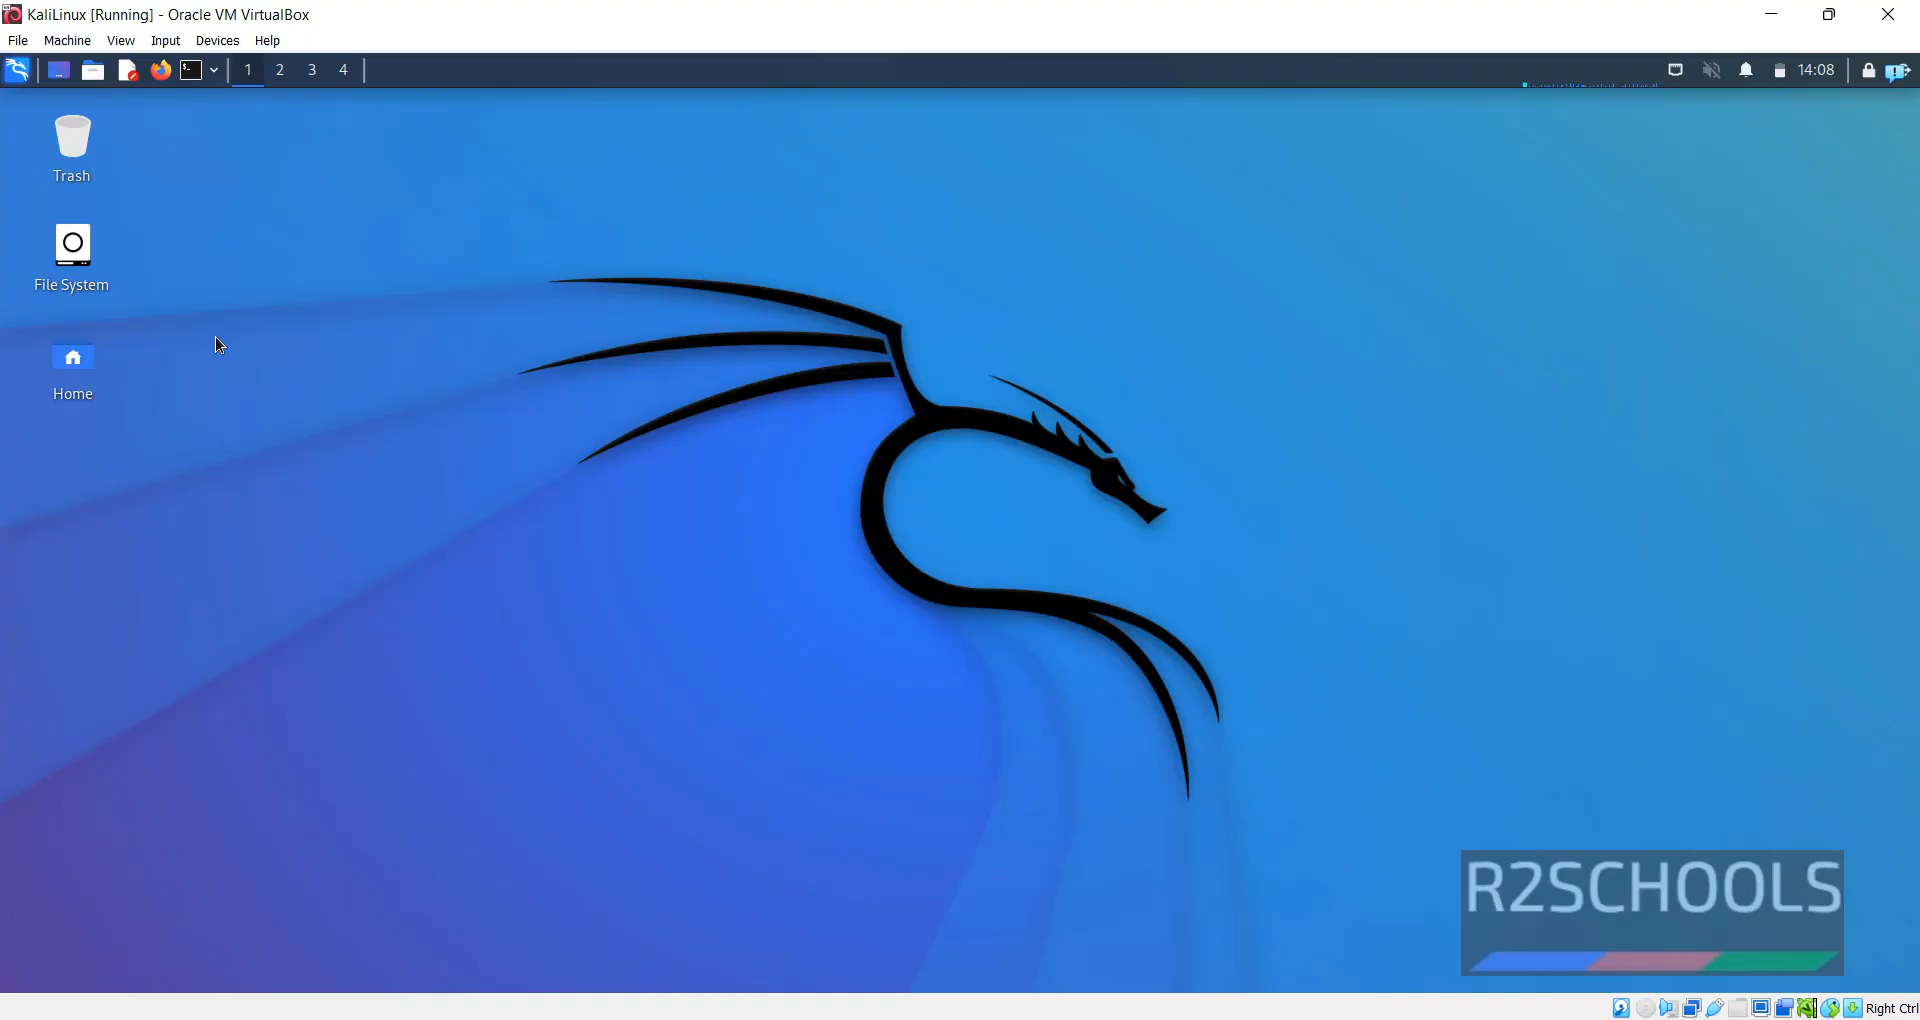 KaliLinux [Running] - Oracle VM VirtualBox
File Machine View Input Devices Help
1 2 3 4 14:08
Trash
File System
Home
R2SCHOOLS
Right Ctrl